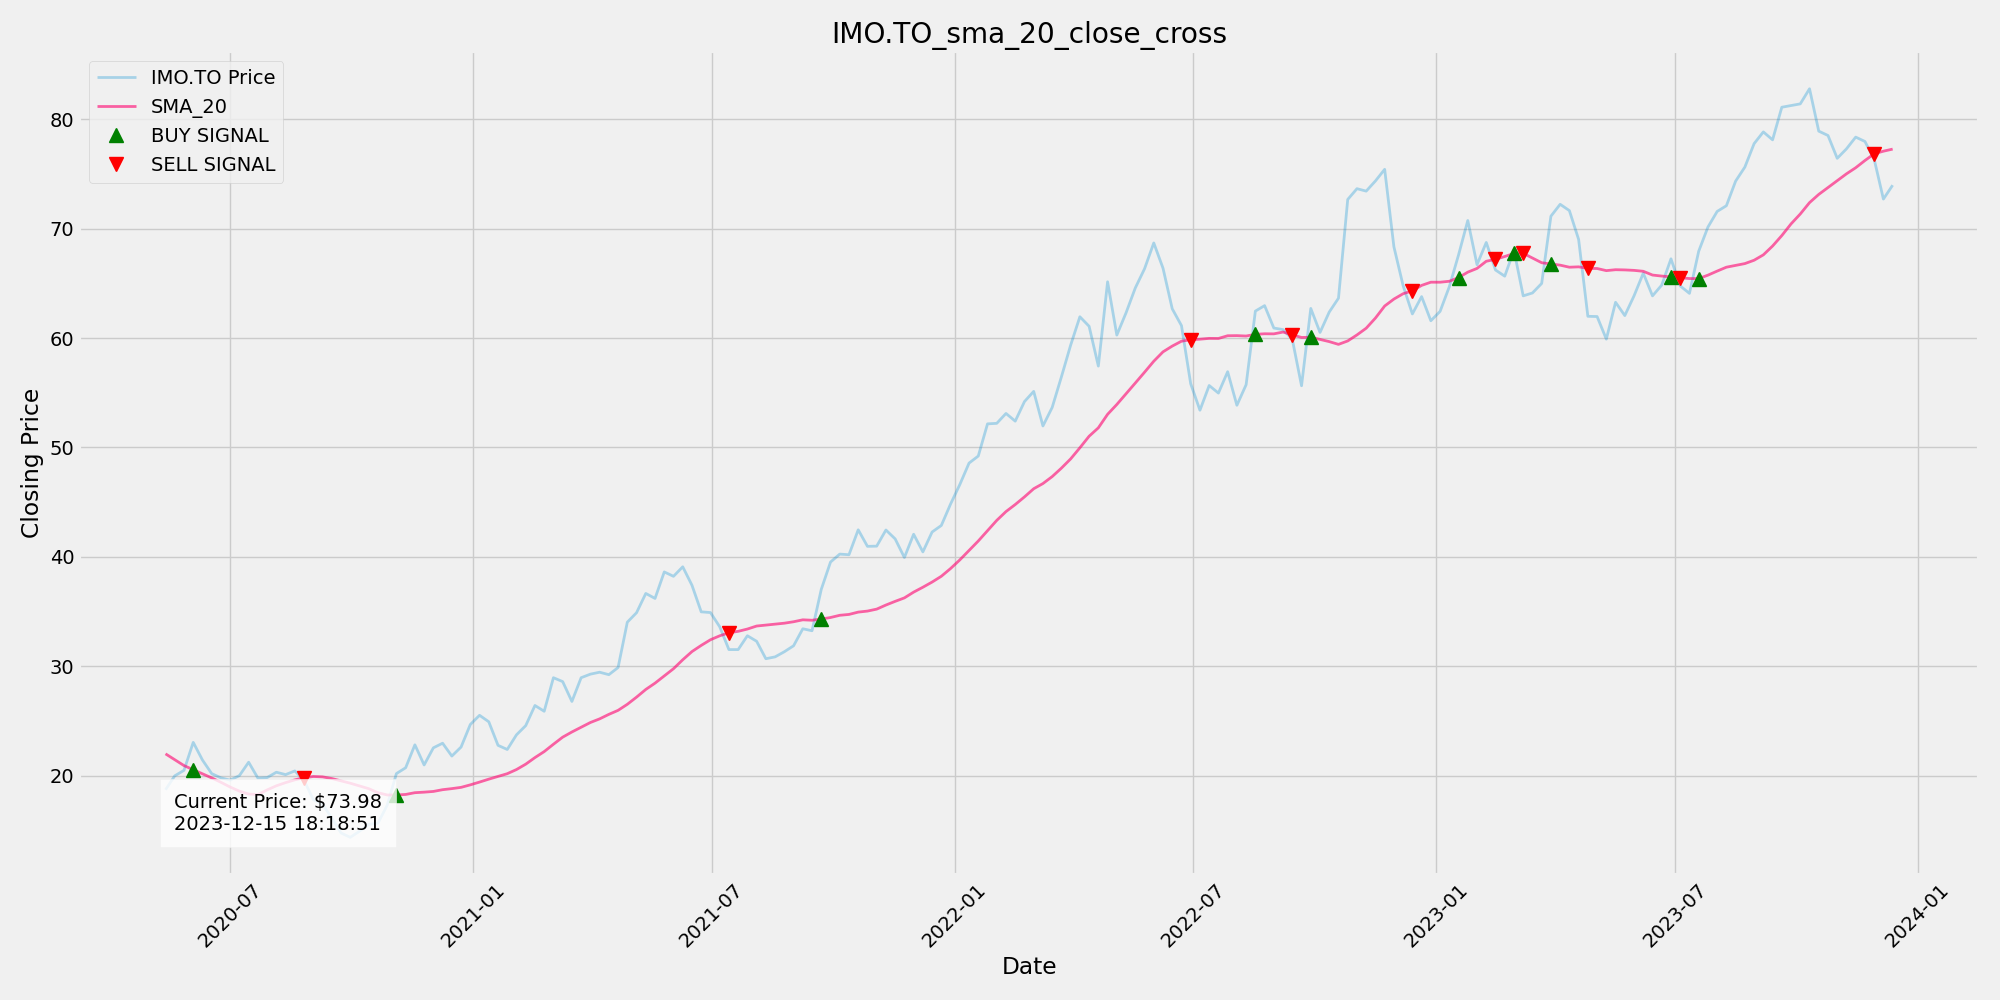 IMO.TO_sma_20_close_cross
IMO.TO Price
SMA_20
BUY SIGNAL
SELL SIGNAL
80
70
60
50
40
30
20
Closing Price
Current Price: $73.98
2023-12-15 18:18:51
2020-07
2021-01
2021-07
2022-01
2022-07
2023-01
2023-07
2024-01
Date